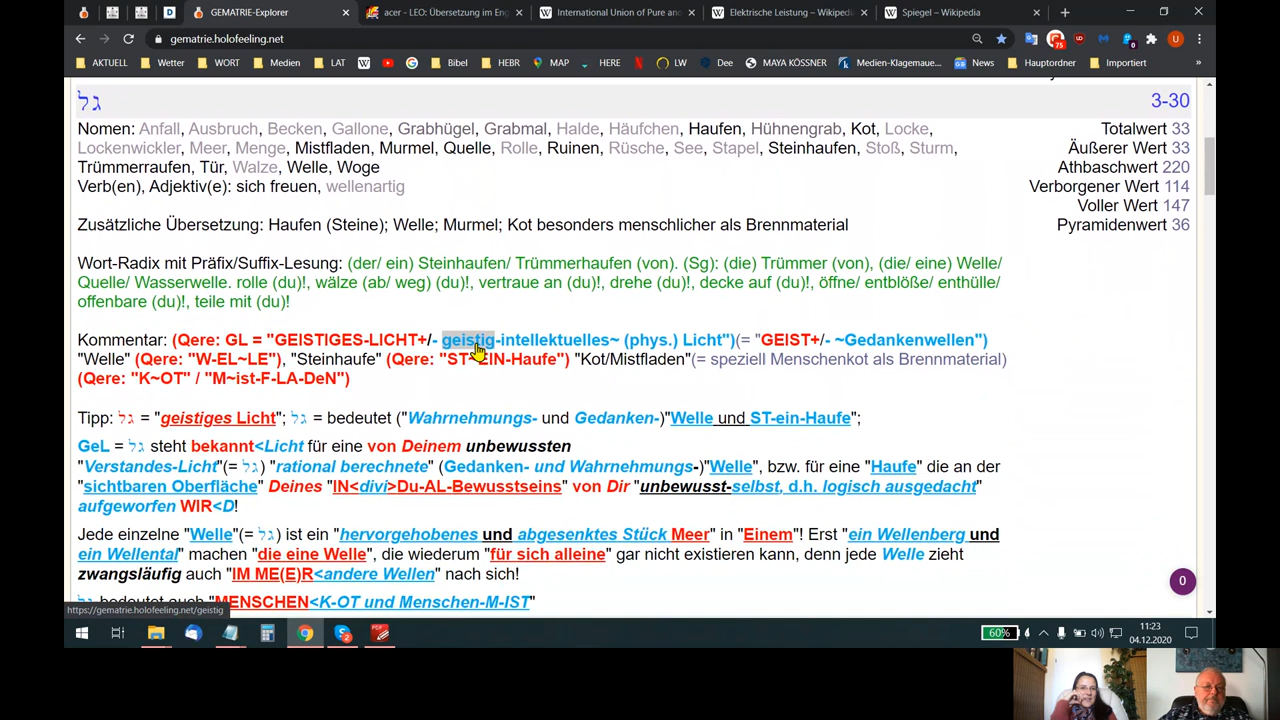 GEMATRIE-Explorer
acer - LEO: Übersetzung im Eng
International Union of Pure an
Elektrische Leistung – Wikipedia
Spiegel – Wikipedia
gematrie.holofeeling.net
75
U
0
AKTUELL
Wetter
WORT
Medien
LAT
Bibel
HEBR
MAP
HERE
LW
Dee
MAYA KÖSSNER
Medien-Klagemaue...
News
Hauptordner
Importiert
»
גל
3-30
Nomen: Anfall, Ausbruch, Becken, Gallone, Grabhügel, Grabmal, Halde, Häufchen, Haufen, Hühnengrab, Kot, Locke,
Lockenwickler, Meer, Menge, Mistfladen, Murmel, Quelle, Rolle, Ruinen, Rüsche, See, Stapel, Steinhaufen, Stoß, Sturm,
Trümmerraufen, Tür, Walze, Welle, Woge
Verb(en), Adjektiv(e): sich freuen, wellenartig
Totalwert 33
Äußerer Wert 33
Athbaschwert 220
Verborgener Wert 114
Voller Wert 147
Pyramidenwert 36
Zusätzliche Übersetzung: Haufen (Steine); Welle; Murmel; Kot besonders menschlicher als Brennmaterial
Wort-Radix mit Präfix/Suffix-Lesung: (der/ ein) Steinhaufen/ Trümmerhaufen (von). (Sg): (die) Trümmer (von), (die/ eine) Welle/
Quelle/ Wasserwelle. rolle (du)!, wälze (ab/ weg) (du)!, vertraue an (du)!, drehe (du)!, decke auf (du)!, öffne/ entblöße/ enthülle/
offenbare (du)!, teile mit (du)!
Kommentar: (Qere: GL = "GEISTIGES-LICHT+/- geistig-intellektuelles~ (phys.) Licht")(= "GEIST+/- ~Gedankenwellen")
"Welle" (Qere: "W-EL~LE"), "Steinhaufe" (Qere: "ST~EIN-Haufe") "Kot/Mistfladen"(= speziell Menschenkot als Brennmaterial)
(Qere: "K~OT" / "M~ist-F-LA-DeN")
Tipp: גל = "geistiges Licht"; גל = bedeutet ("Wahrnehmungs- und Gedanken-)"Welle und ST-ein-Haufe";
GeL = גל steht bekannt<Licht für eine von Deinem unbewussten
"Verstandes-Licht"(= גל) "rational berechnete" (Gedanken- und Wahrnehmungs-)"Welle", bzw. für eine "Haufe" die an der
"sichtbaren Oberfläche" Deines "IN<divi>Du-AL-Bewusstseins" von Dir "unbewusst-selbst, d.h. logisch ausgedacht"
aufgeworfen WIR<D!
Jede einzelne "Welle"(= גל) ist ein "hervorgehobenes und abgesenktes Stück Meer" in "Einem"! Erst "ein Wellenberg und
ein Wellental" machen "die eine Welle", die wiederum "für sich alleine" gar nicht existieren kann, denn jede Welle zieht
zwangsläufig auch "IM ME(E)R<andere Wellen" nach sich!
גל bedeutet auch "MENSCHEN<K-OT und Menschen-M-IST"
0
https://gematrie.holofeeling.net/geistig
60%
11:23
04.12.2020